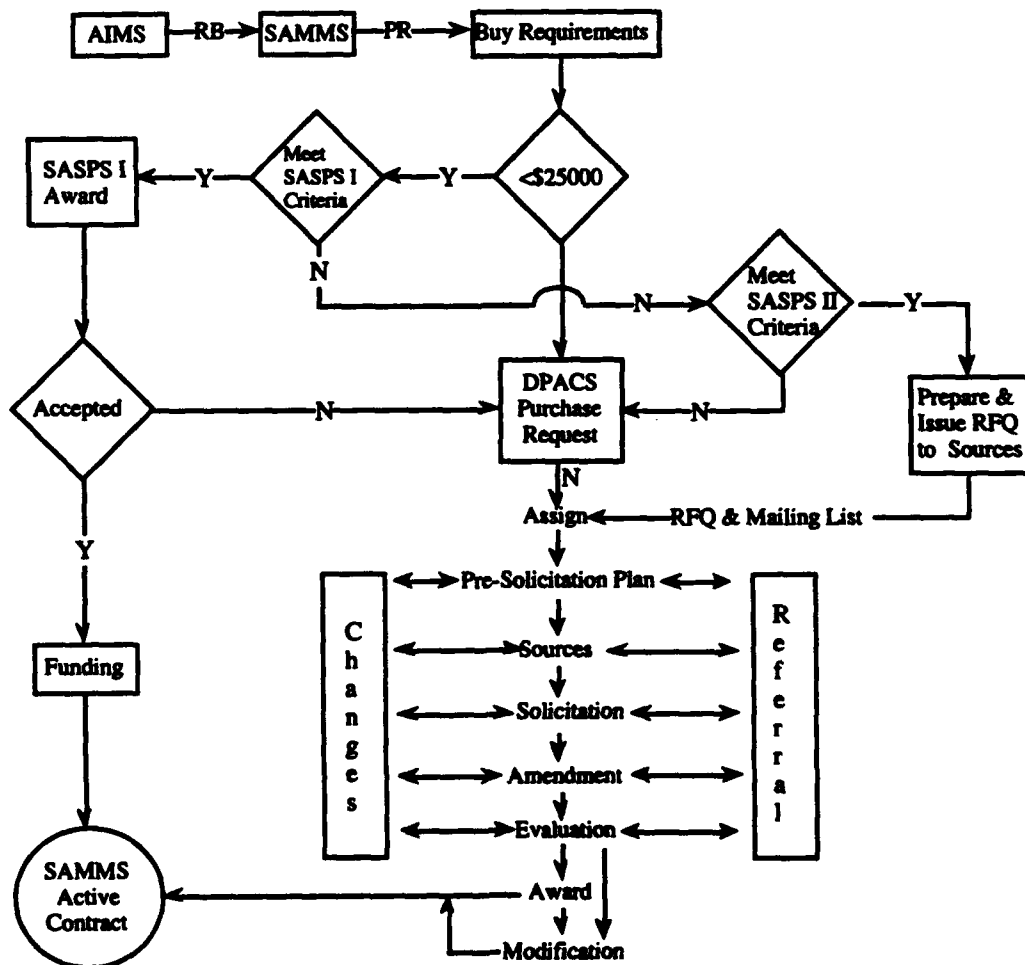 AIMS
RB
SAMMS
PR
Buy Requirements
SASPS I
Award
Y
Meet
SASPS I
Criteria
Y
<$25000
N
N
Meet
SASPS II
Criteria
Y
Accepted
N
DPACS
Purchase
Request
N
Prepare &
Issue RFQ
to Sources
N
Assign
RFQ & Mailing List
Y
Pre-Solicitation Plan
Changes
Referral
Sources
Funding
Solicitation
Amendment
Evaluation
SAMMS
Active
Contract
Award
Modification